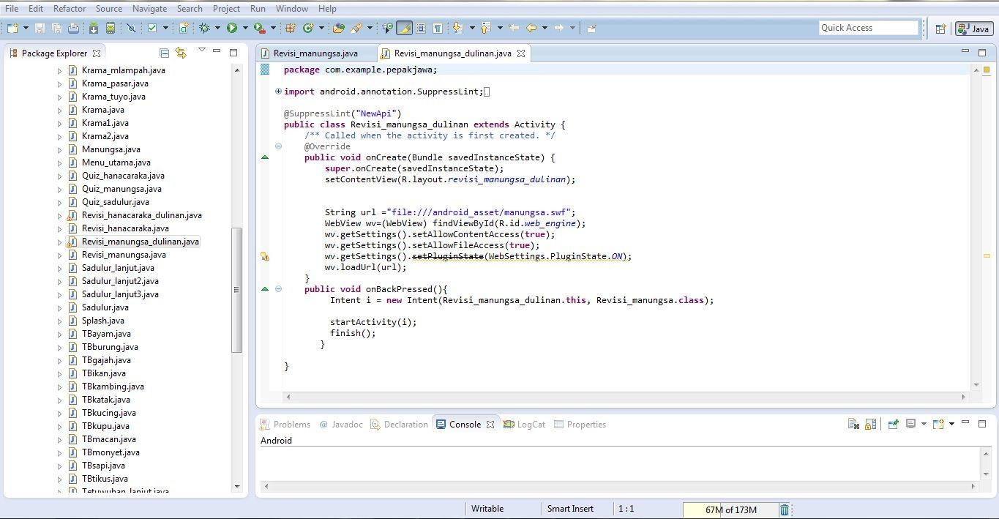 File Edit Refactor Source Navigate Search Project Run Window Help
Quick Access
Java
Package Explorer
Krama_mlampah.java
Krama_pasar.java
Krama_tuyo.java
Krama.java
Krama1.java
Krama2.java
Manungsa.java
Menu_utama.java
Quiz_hanacaraka.java
Quiz_manungsa.java
Quiz_sadulur.java
Revisi_hanacaraka_dulinan.java
Revisi_hanacaraka.java
Revisi_manungsa_dulinan.java
Revisi_manungsa.java
Sadulur_lanjut.java
Sadulur_lanjut2.java
Sadulur_lanjut3.java
Sadulur.java
Splash.java
TBayam.java
TBburung.java
TBgajah.java
TBikan.java
TBkambing.java
TBkatak.java
TBkucing.java
TBkupu.java
TBmacan.java
TBmonyet.java
TBsapi.java
TBtikus.java
Tetuwuhan_lanjut.java
Revisi_manungsa.java Revisi_manungsa_dulinan.java
package com.example.pepakjawa;
import android.annotation.SuppressLint;
@SuppressLint("NewApi")
public class Revisi_manungsa_dulinan extends Activity {
/** Called when the activity is first created. */
@Override
public void onCreate(Bundle savedInstanceState) {
super.onCreate(savedInstanceState);
setContentView(R.layout.revisi_manungsa_dulinan);
String url ="file:///android_asset/manungsa.swf";
WebView wv=(WebView) findViewById(R.id.web_engine);
wv.getSettings().setAllowContentAccess(true);
wv.getSettings().setAllowFileAccess(true);
wv.getSettings().setPluginState(WebSettings.PluginState.ON);
wv.loadUrl(url);
}
public void onBackPressed(){
Intent i = new Intent(Revisi_manungsa_dulinan.this, Revisi_manungsa.class);
startActivity(i);
finish();
}
}
Problems @ Javadoc Declaration Console LogCat Properties
Android
Writable Smart Insert 1 : 1 67M of 173M